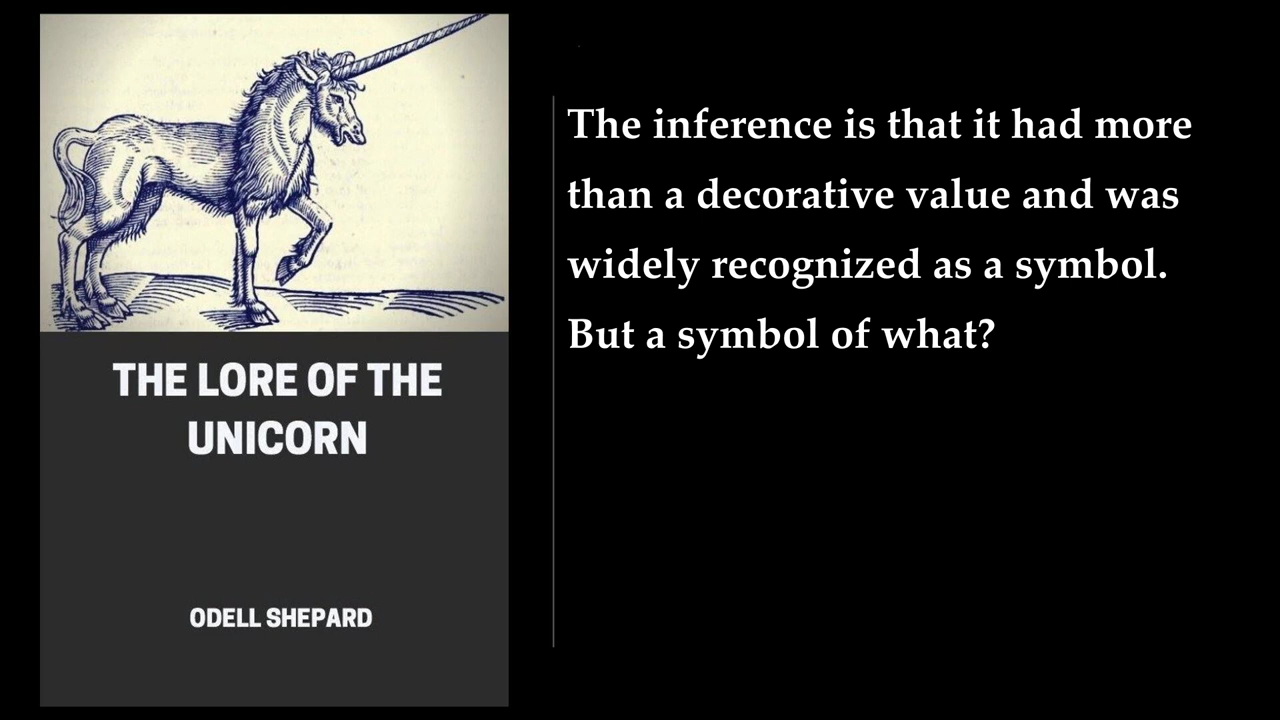 THE LORE OF THE
UNICORN
ODELL SHEPARD
The inference is that it had more
than a decorative value and was
widely recognized as a symbol.
But a symbol of what?